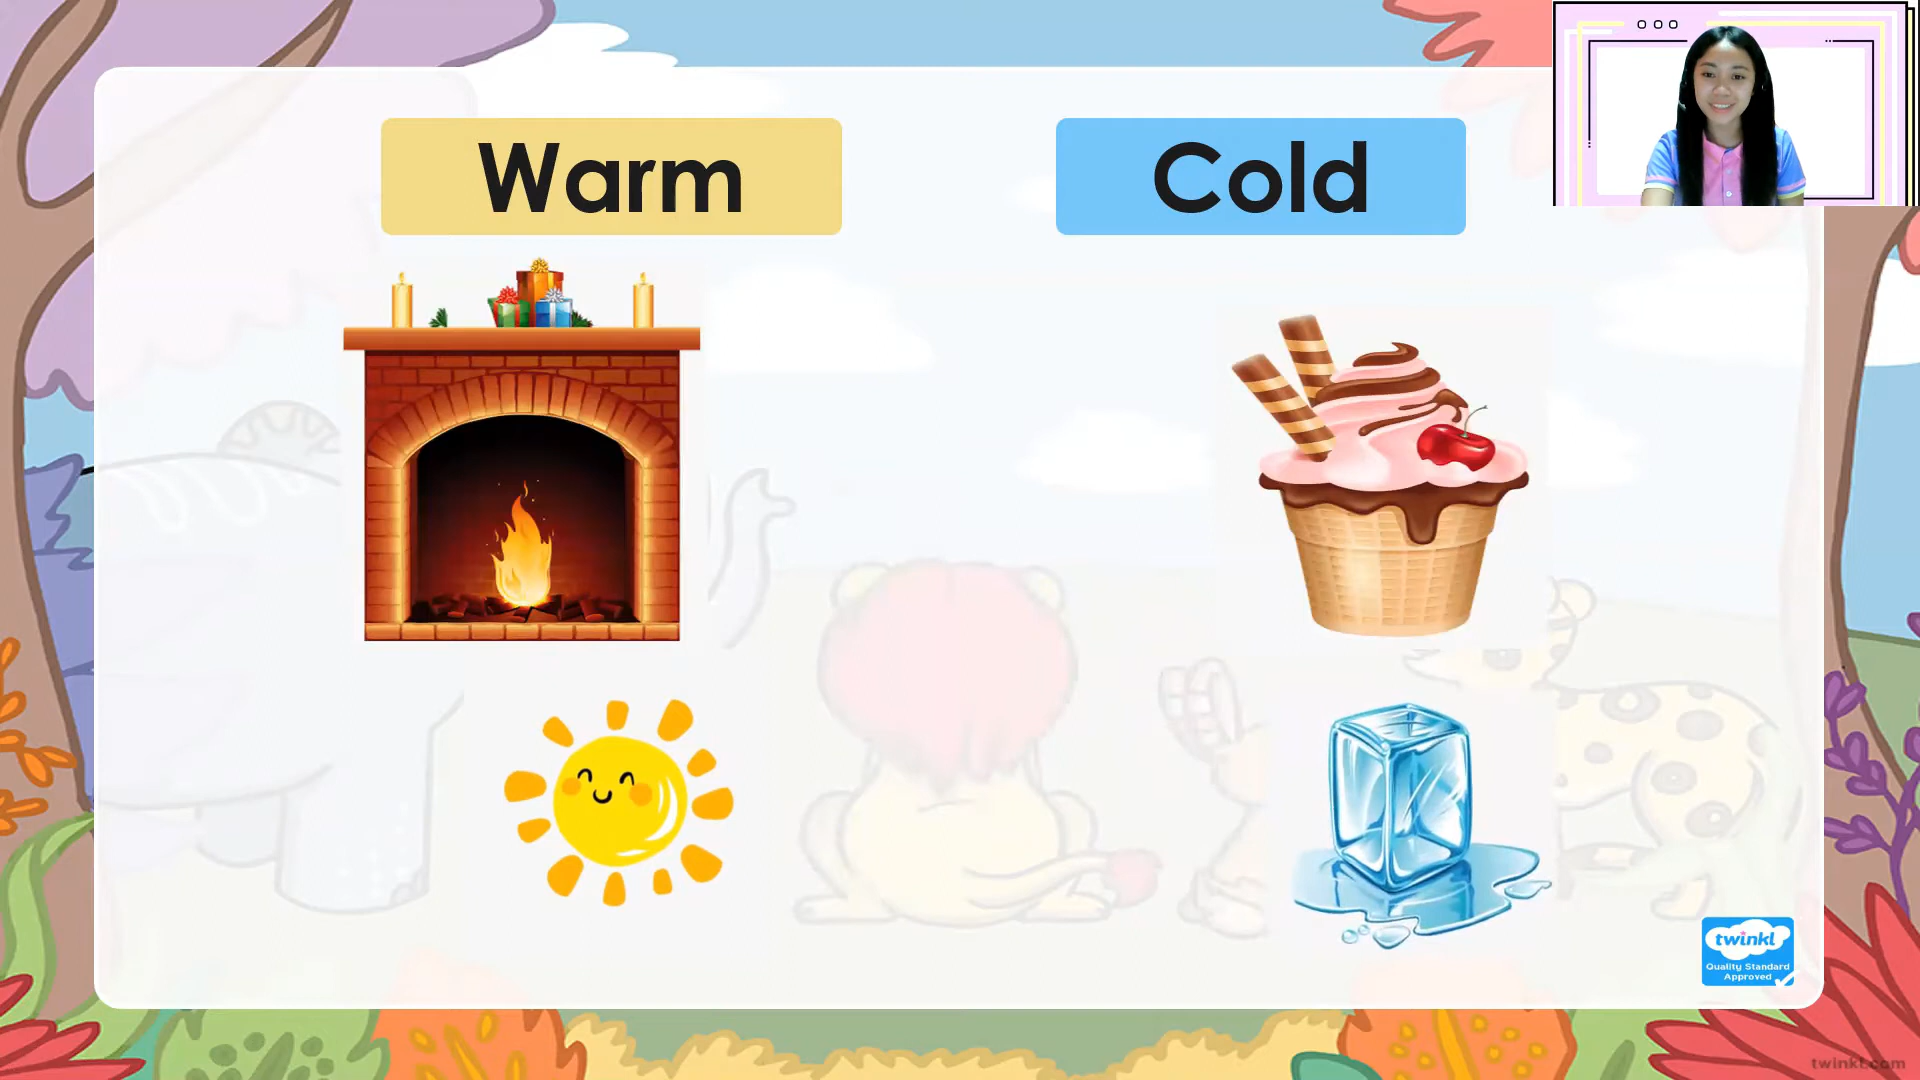 Warm
Cold
twinkl
Quality Standard
Approved
twinkl.com